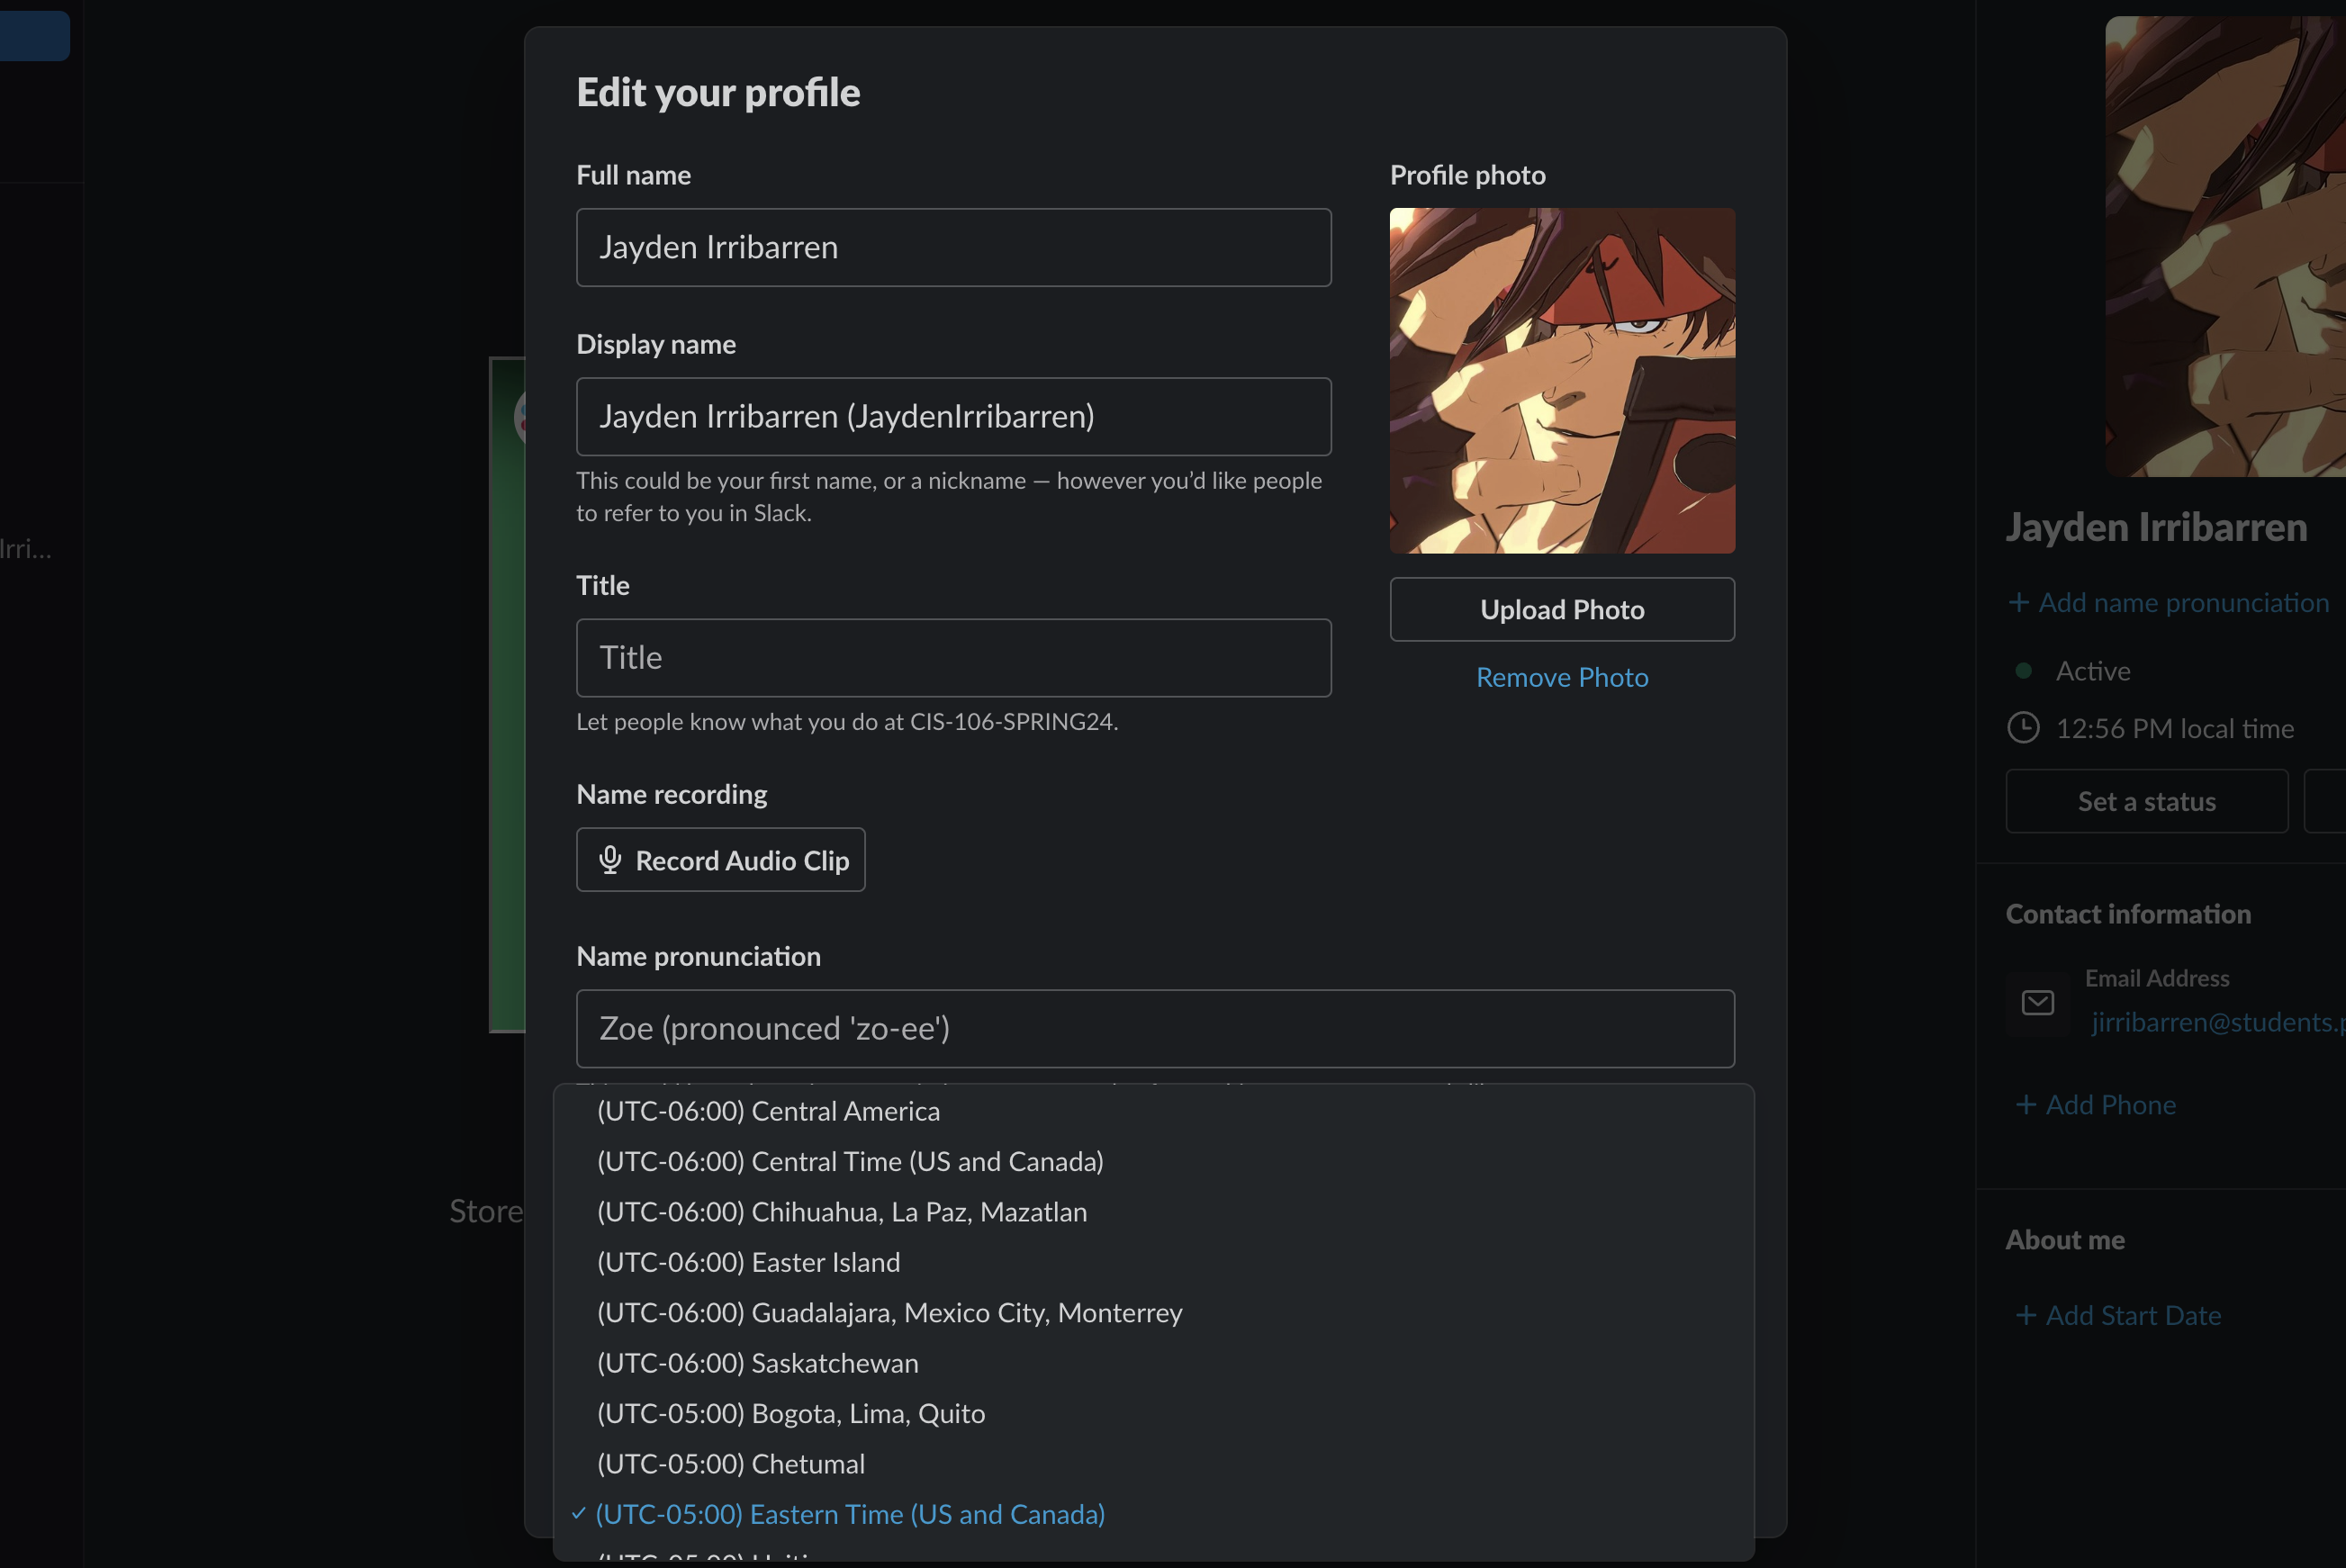 Edit your profile
Full name
Jayden Irribarren
Display name
Jayden Irribarren (JaydenIrribarren)
This could be your first name, or a nickname — however you’d like people
to refer to you in Slack.
Title
Title
Let people know what you do at CIS-106-SPRING24.
Name recording
Record Audio Clip
Name pronunciation
Zoe (pronounced 'zo-ee')
(UTC-06:00) Central America
(UTC-06:00) Central Time (US and Canada)
(UTC-06:00) Chihuahua, La Paz, Mazatlan
(UTC-06:00) Easter Island
(UTC-06:00) Guadalajara, Mexico City, Monterrey
(UTC-06:00) Saskatchewan
(UTC-05:00) Bogota, Lima, Quito
(UTC-05:00) Chetumal
✓ (UTC-05:00) Eastern Time (US and Canada)
Profile photo
Upload Photo
Remove Photo
Irri...
Store
Jayden Irribarren
+ Add name pronunciation
Active
12:56 PM local time
Set a status
Contact information
Email Address
jirribarren@students.p
+ Add Phone
About me
+ Add Start Date